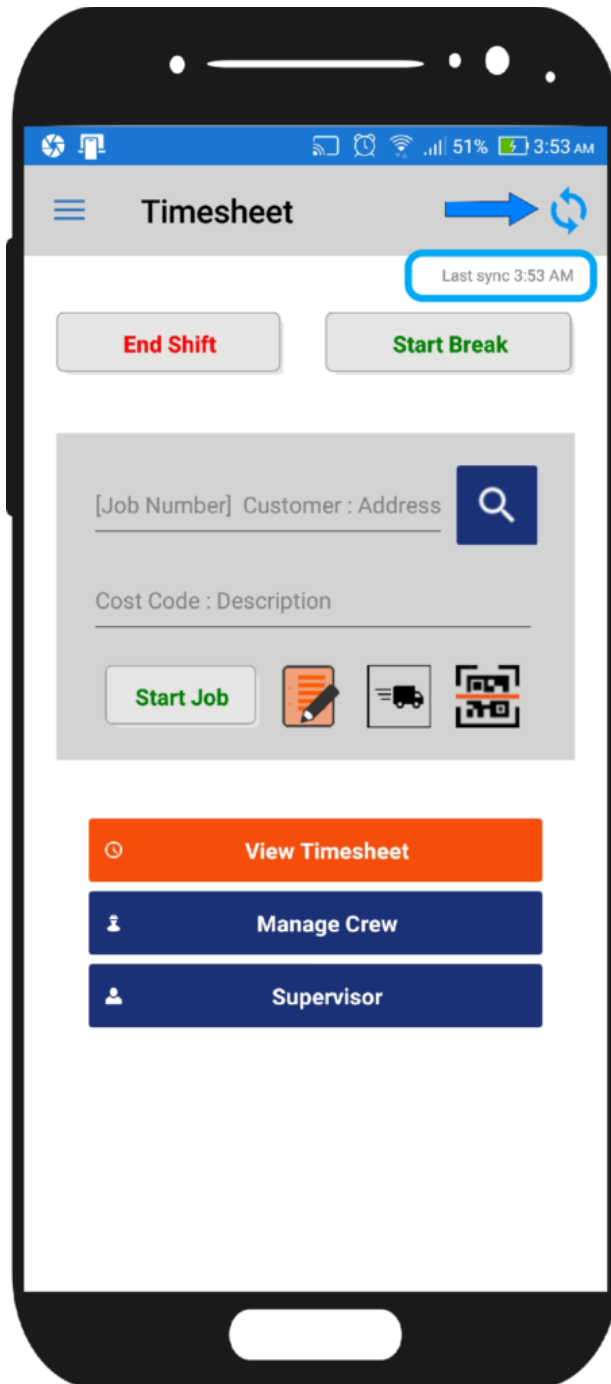 51% 3:53 AM
Timesheet
Last sync 3:53 AM
End Shift Start Break
[Job Number] Customer : Address
Cost Code : Description
Start Job
View Timesheet
Manage Crew
Supervisor